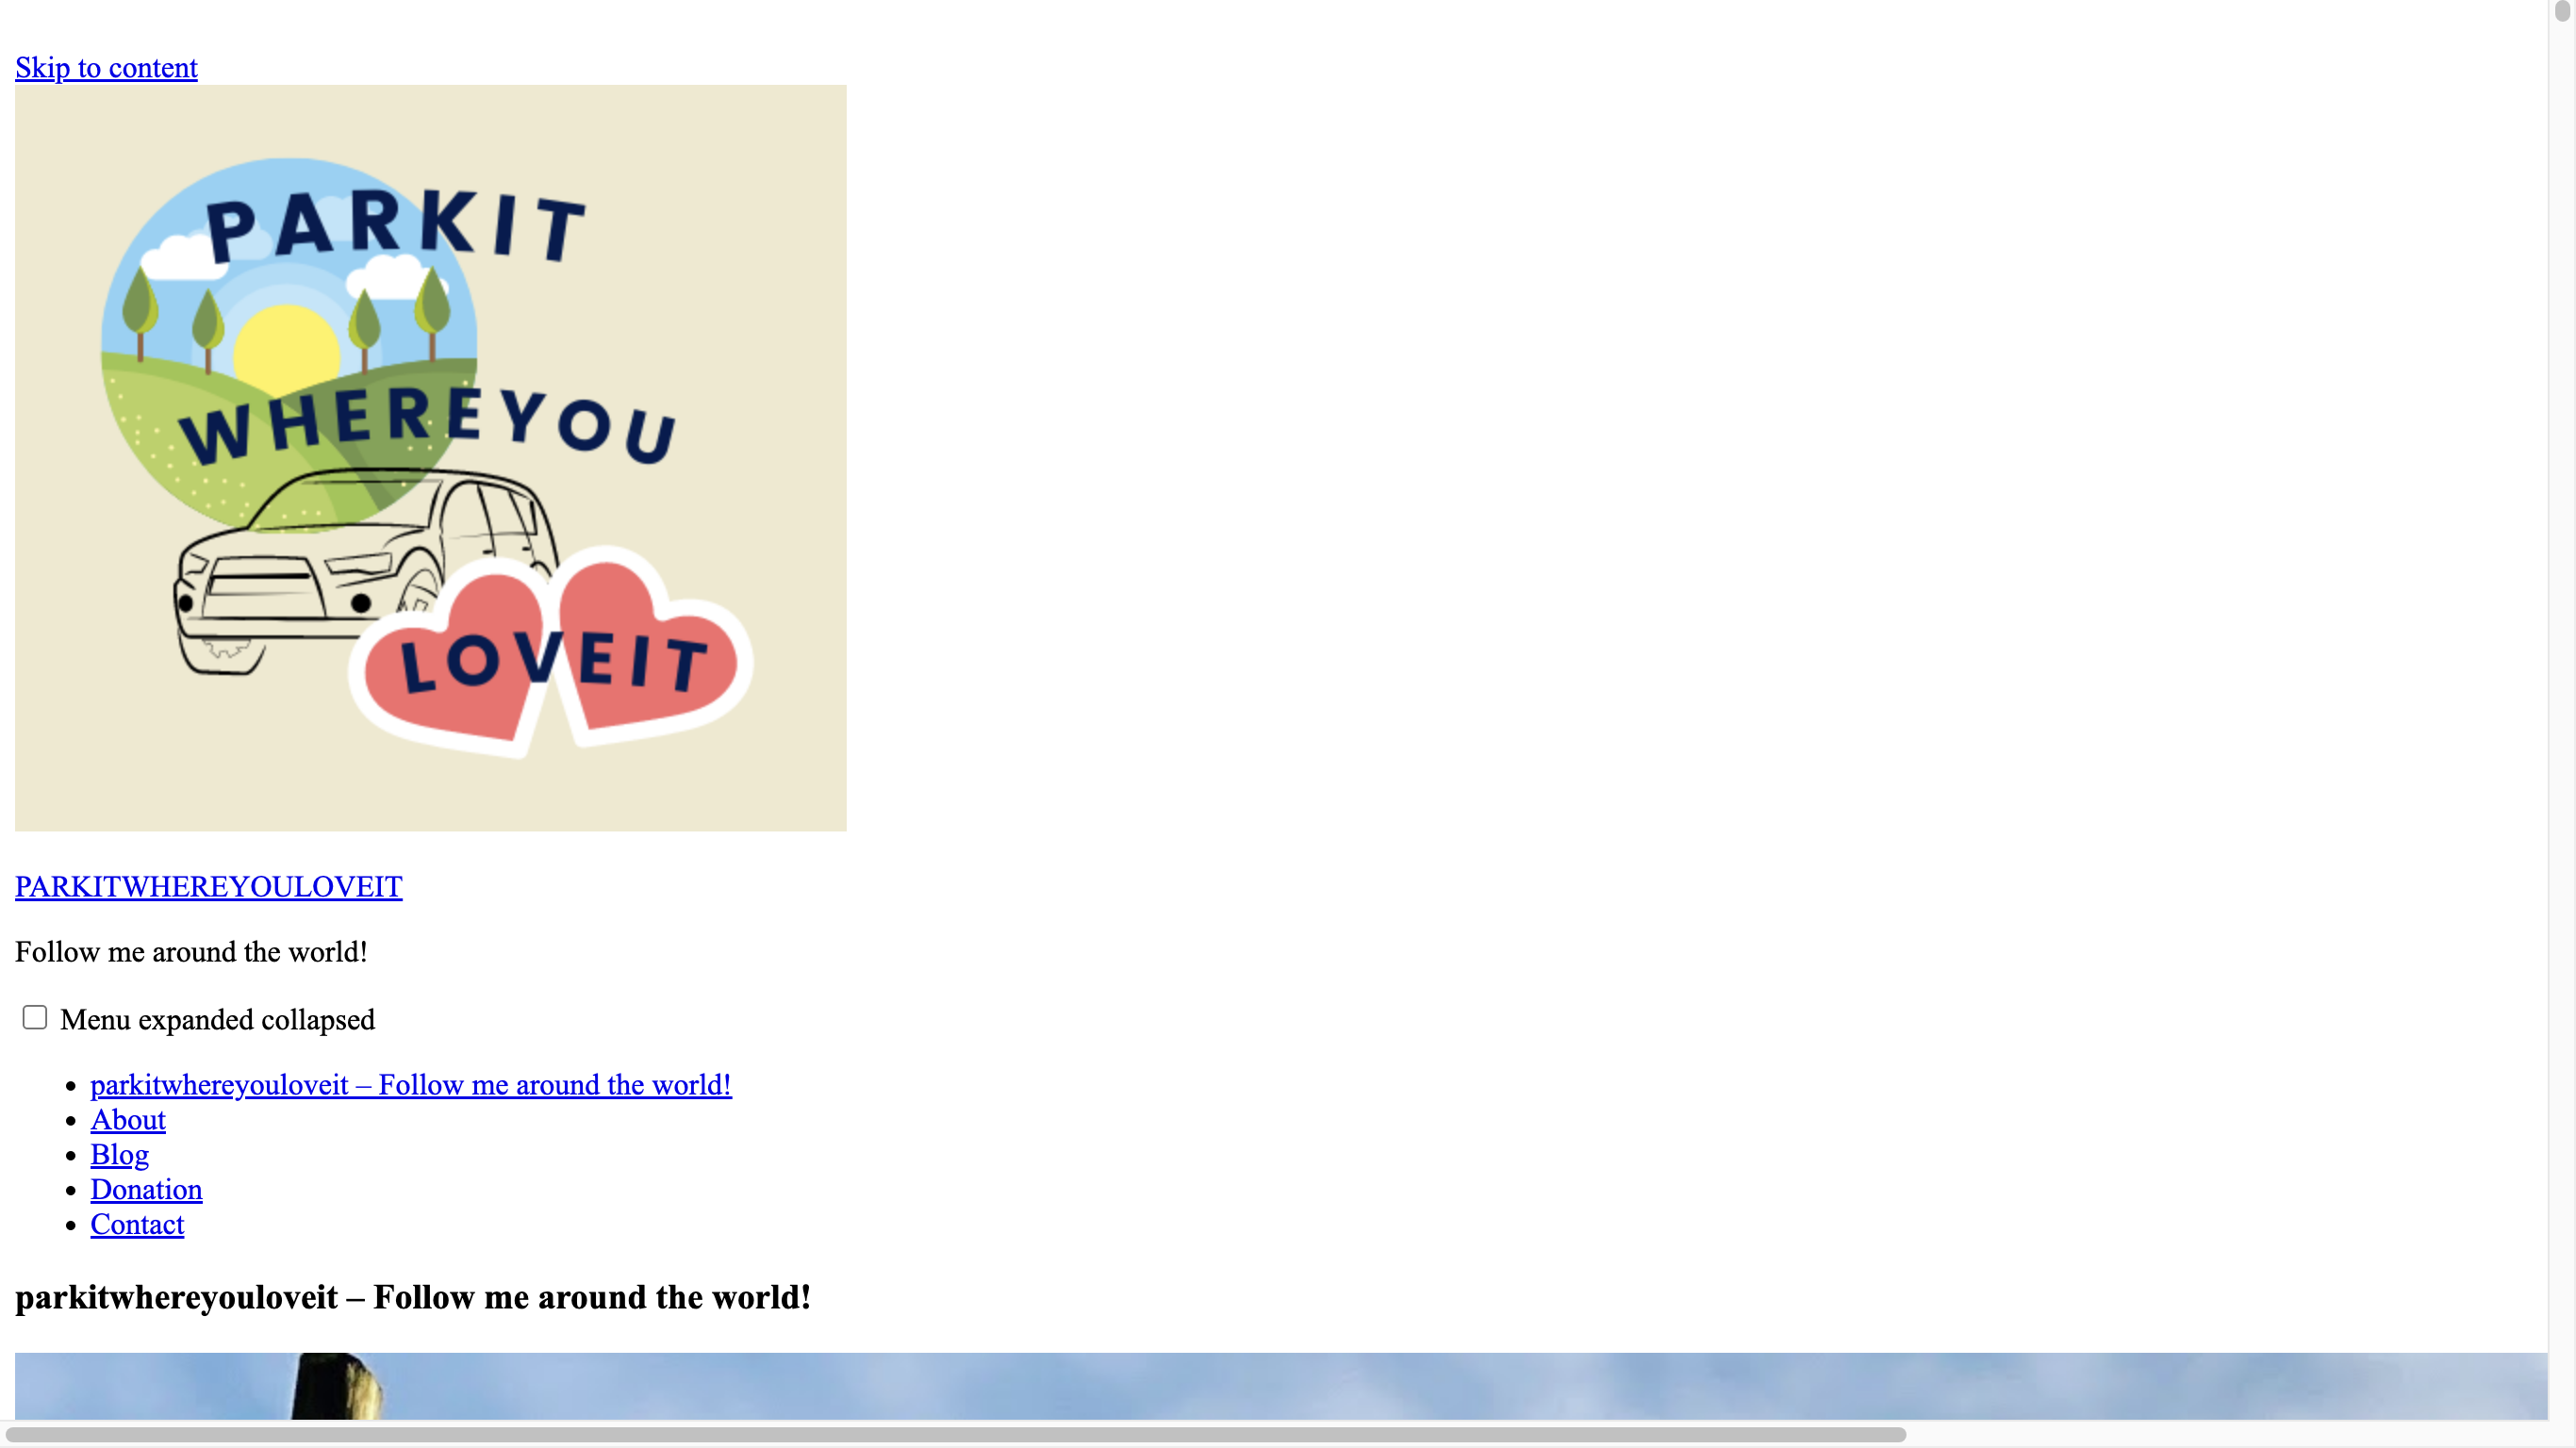 Skip to content
PARKIT
WHEREYOU
LOVEIT
PARKITWHEREYOULOVEIT
Follow me around the world!
Menu expanded collapsed
parkitwhereyouloveit – Follow me around the world!
About
Blog
Donation
Contact
parkitwhereyouloveit – Follow me around the world!